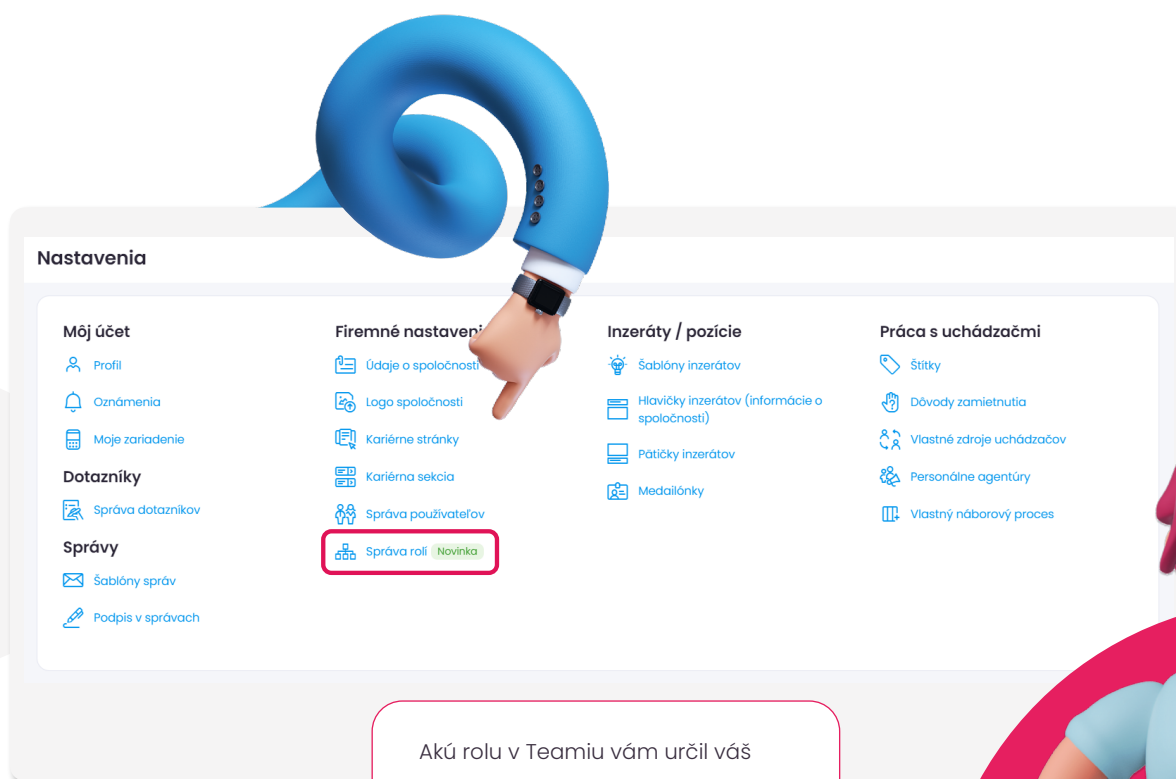 Nastavenia
Môj účet
Profil
Oznámenia
Moje zariadenie
Dotazníky
Správa dotazníkov
Správy
Šablóny správ
Podpis v správach
Firemné nastaveni
Údaje o spoločnosti
Logo spoločnosti
Kariérne stránky
Kariérna sekcia
Správa používateľov
Správa rolí Novinka
Inzeráty / pozície
Šablóny inzerátov
Hlavičky inzerátov (informácie o
spoločnosti)
Pätičky inzerátov
Medailónky
Práca s uchádzačmi
Štítky
Dôvody zamietnutia
Vlastné zdroje uchádzačov
Personálne agentúry
Vlastný náborový proces
Akú rolu v Teamiu vám určil váš